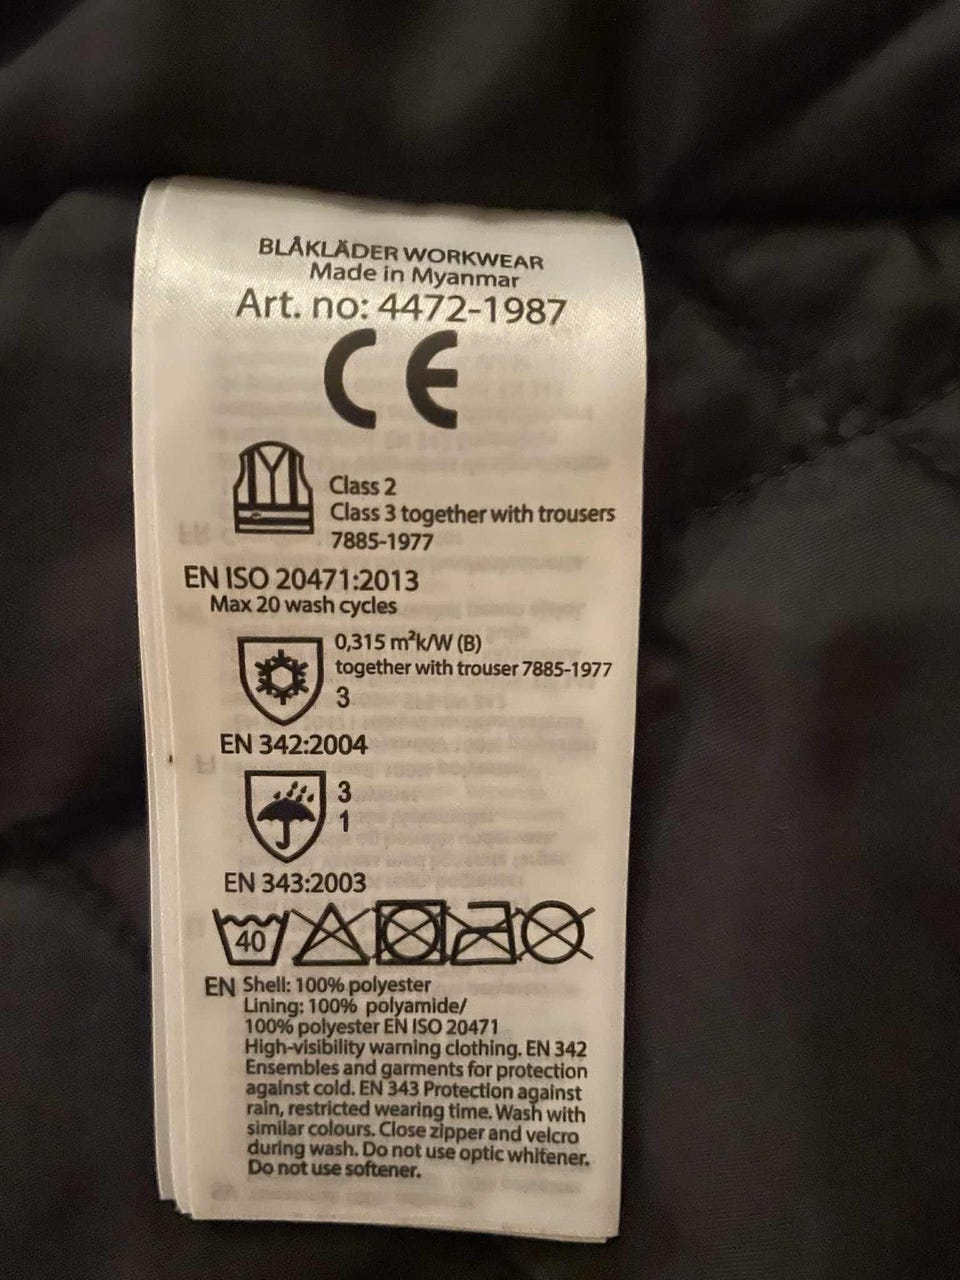 BLÅKLÄDER WORKWEAR
Made in Myanmar
Art. no: 4472-1987
CE
Class 2
Class 3 together with trousers
7885-1977
EN ISO 20471:2013
Max 20 wash cycles
0,315 m²k/W (B)
together with trouser 7885-1977
3
EN 342:2004
3
1
EN 343:2003
40
EN Shell: 100% polyester
Lining: 100% polyamide/
100% polyester EN ISO 20471
High-visibility warning clothing. EN 342
Ensembles and garments for protection
against cold. EN 343 Protection against
rain, restricted wearing time. Wash with
similar colours. Close zipper and velcro
during wash. Do not use optic whitener.
Do not use softener.